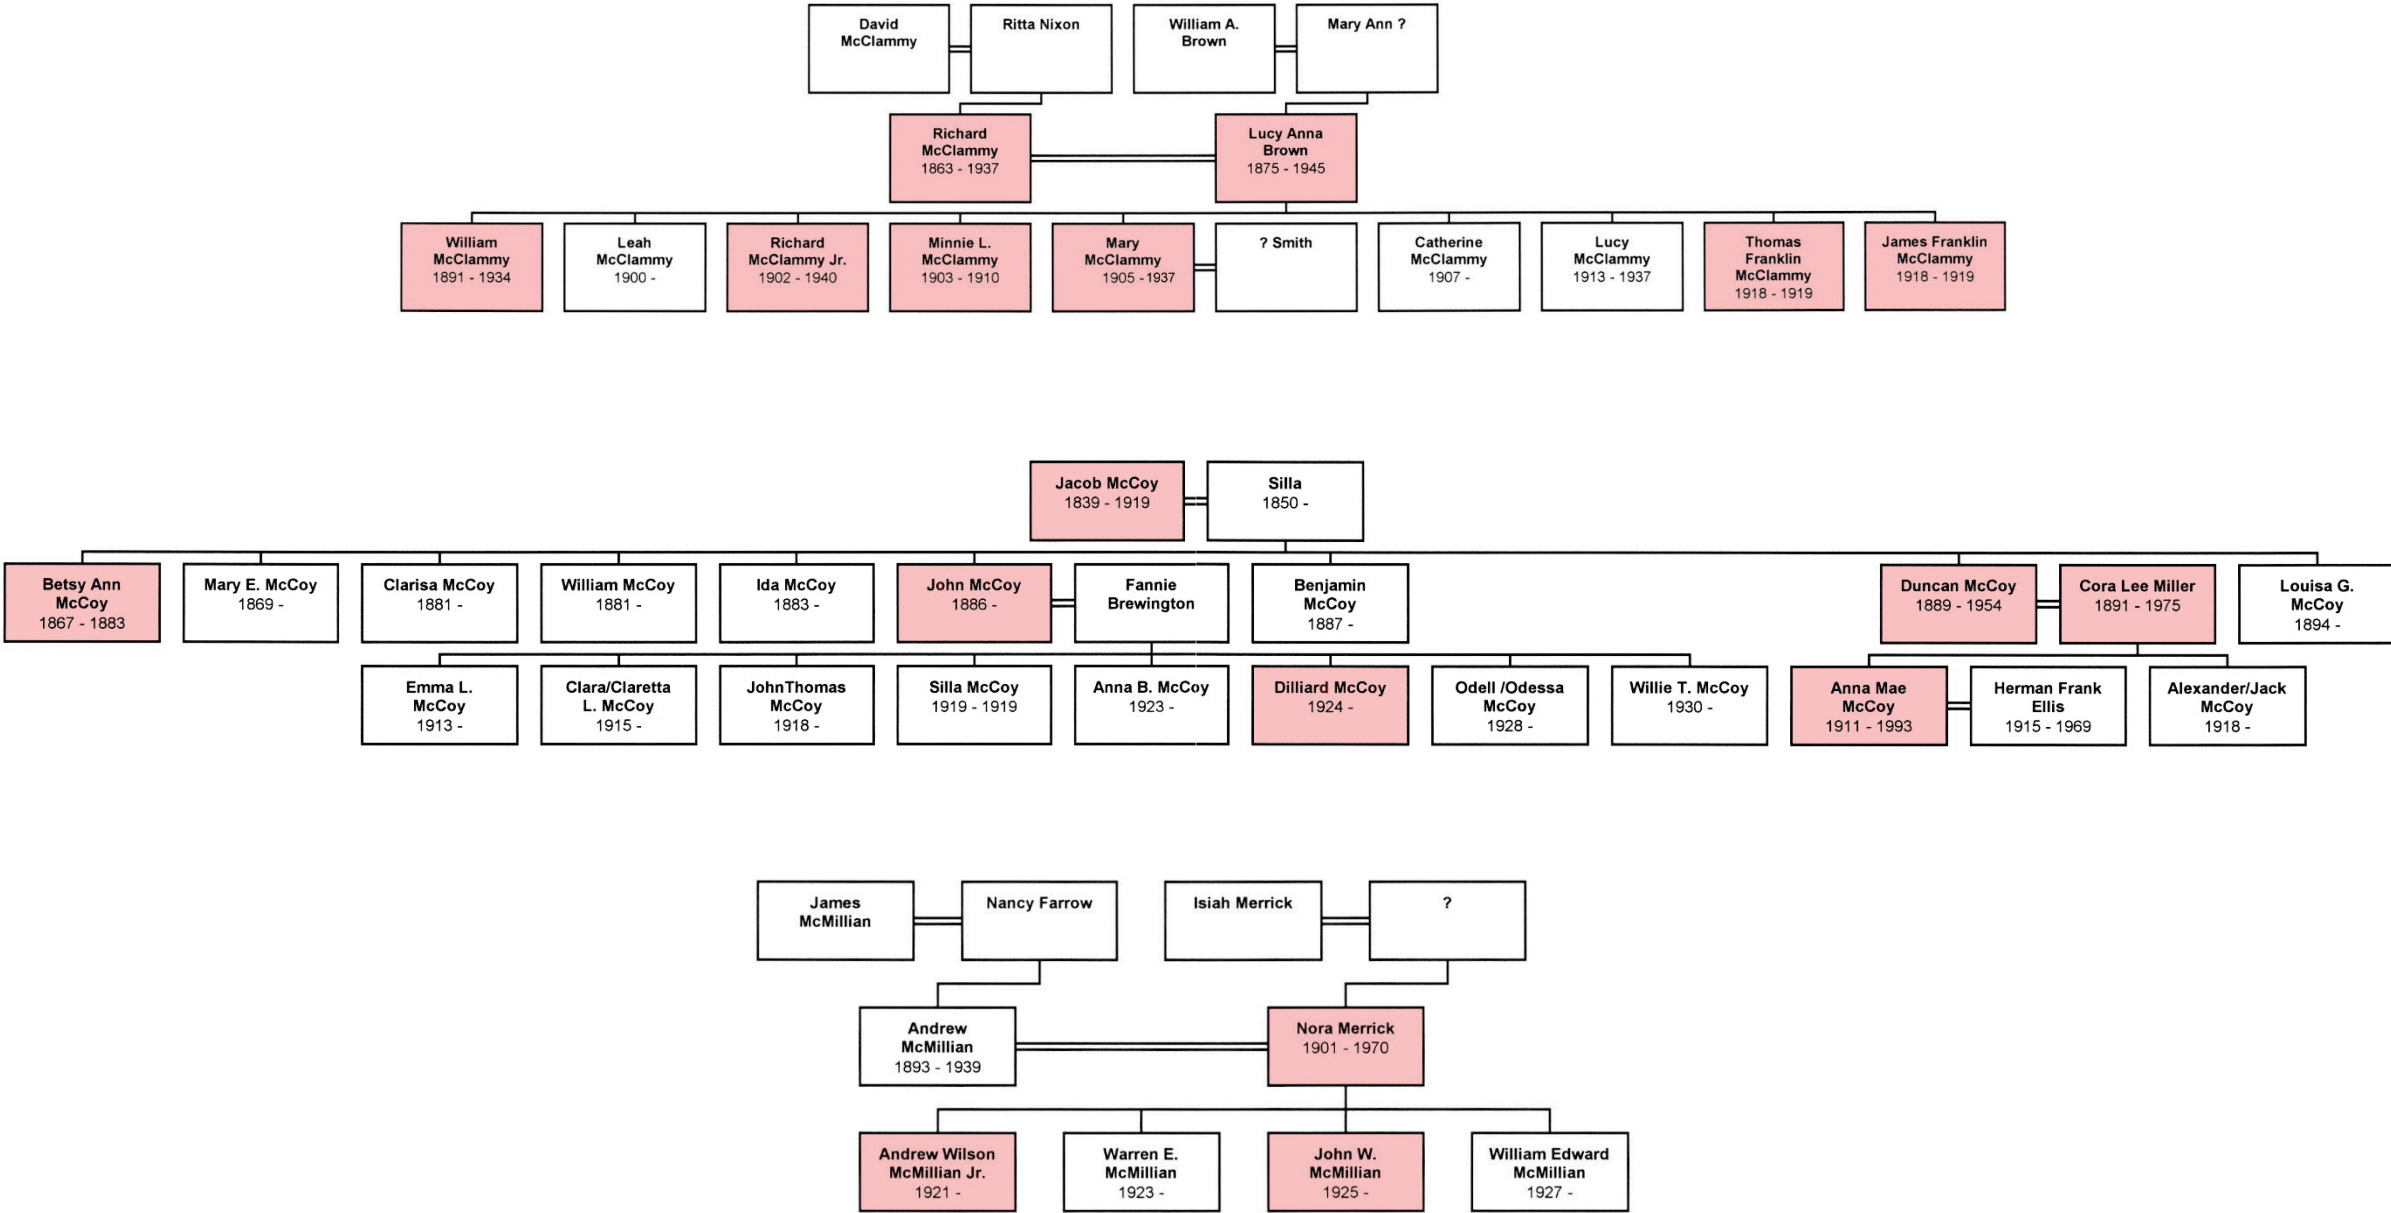 David
McClammy
Ritta Nixon
William A.
Brown
Mary Ann ?
Richard
McClammy
1863 - 1937
Lucy Anna
Brown
1875 - 1945
William
McClammy
1891 - 1934
Leah
McClammy
1900 -
Richard
McClammy Jr.
1902 - 1940
Minnie L.
McClammy
1903 - 1910
Mary
McClammy
1905 -1937
? Smith
Catherine
McClammy
1907 -
Lucy
McClammy
1913 - 1937
Thomas
Franklin
McClammy
1918 - 1919
James Franklin
McClammy
1918 - 1919
Jacob McCoy
1839 - 1919
Silla
1850 -
Betsy Ann
McCoy
1867 - 1883
Mary E. McCoy
1869 -
Clarisa McCoy
1881 -
William McCoy
1881 -
Ida McCoy
1883 -
John McCoy
1886 -
Fannie
Brewington
Benjamin
McCoy
1887 -
Duncan McCoy
1889 - 1954
Cora Lee Miller
1891 - 1975
Louisa G.
McCoy
1894 -
Emma L.
McCoy
1913 -
Clara/Claretta
L. McCoy
1915 -
JohnThomas
McCoy
1918 -
Silla McCoy
1919 - 1919
Anna B. McCoy
1923 -
Dilliard McCoy
1924 -
Odell /Odessa
McCoy
1928 -
Willie T. McCoy
1930 -
Anna Mae
McCoy
1911 - 1993
Herman Frank
Ellis
1915 - 1969
Alexander/Jack
McCoy
1918 -
James
McMillian
Nancy Farrow
Isiah Merrick
?
Andrew
McMillian
1893 - 1939
Nora Merrick
1901 - 1970
Andrew Wilson
McMillian Jr.
1921 -
Warren E.
McMillian
1923 -
John W.
McMillian
1925 -
William Edward
McMillian
1927 -